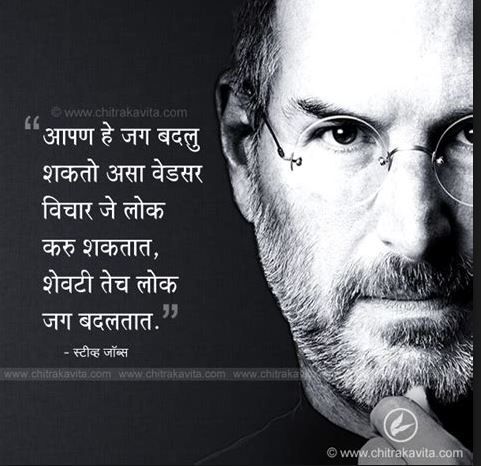 © www.chitrakavita.com
“आपण हे जग बदलु
शकतो असा वेडसर
विचार जे लोक
करु शकतात,
शेवटी तेच लोक
जग बदलतात.”
- स्टीव्ह जॉब्स
www.chitrakavita.com www.chitrakavita.com www.chitrakavita.com
© www.chitrakavita.com